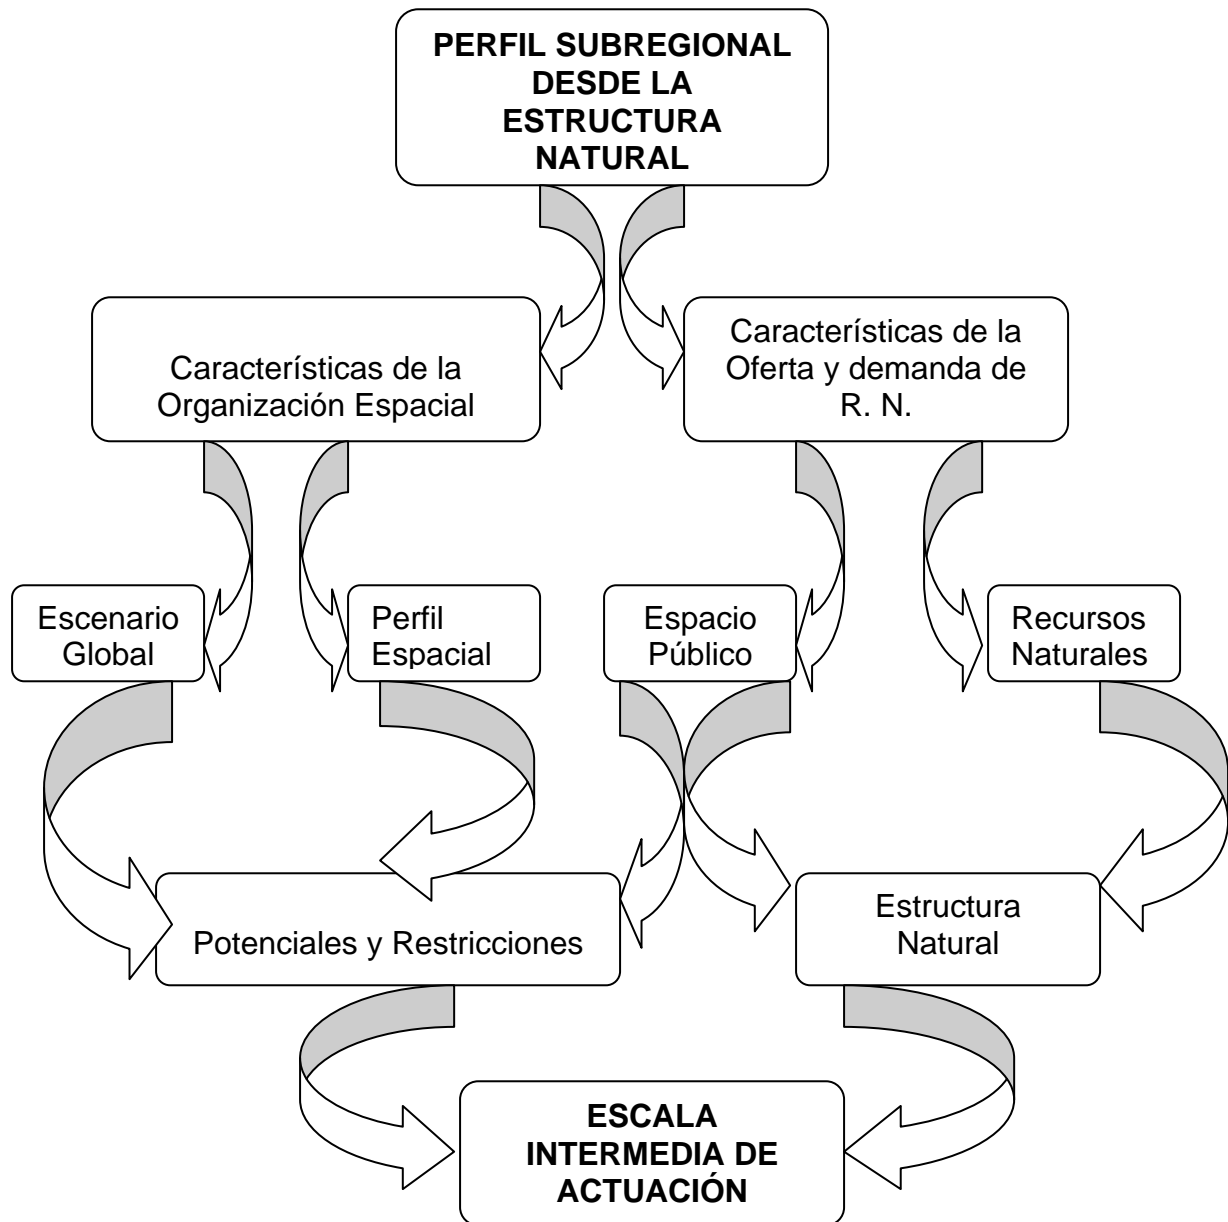 PERFIL SUBREGIONAL
DESDE LA
ESTRUCTURA
NATURAL
Características de la
Organización Espacial
Características de la
Oferta y demanda de
R. N.
Escenario
Global
Perfil
Espacial
Espacio
Público
Recursos
Naturales
Potenciales y Restricciones
Estructura
Natural
ESCALA
INTERMEDIA DE
ACTUACIÓN